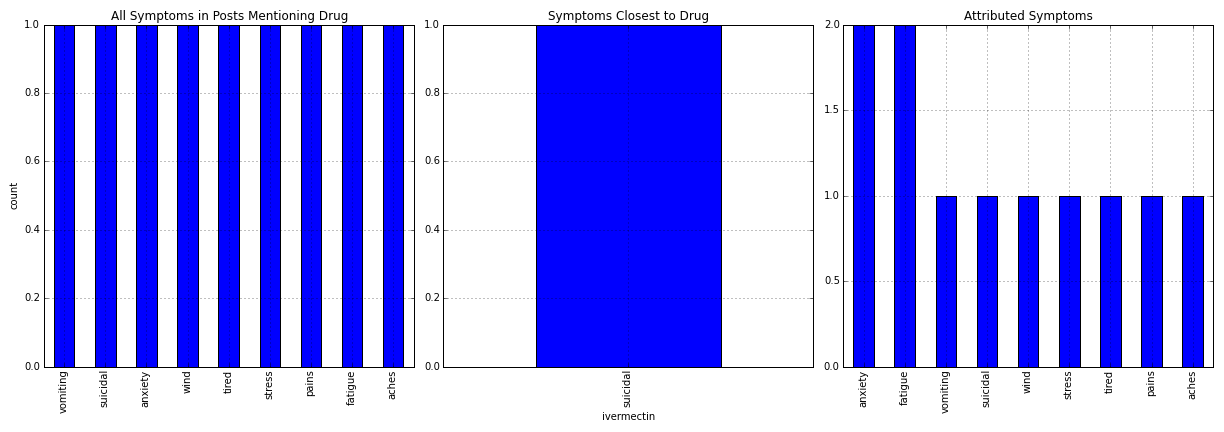 All Symptoms in Posts Mentioning Drug
count
1.0
0.8
0.6
0.4
0.2
0.0
vomiting
suicidal
anxiety
wind
tired
stress
pains
fatigue
aches
Symptoms Closest to Drug
1.0
0.8
0.6
0.4
0.2
0.0
suicidal
ivermectin
Attributed Symptoms
2.0
1.5
1.0
0.5
0.0
anxiety
fatigue
vomiting
suicidal
wind
stress
tired
pains
aches